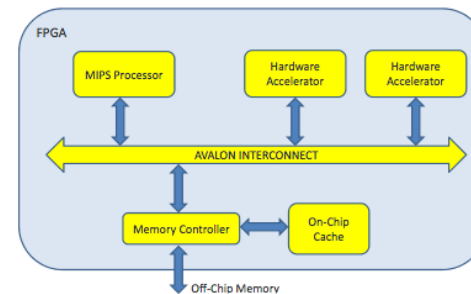 FPGA
MIPS Processor
Hardware
Accelerator
Hardware
Accelerator
AVALON INTERCONNECT
Memory Controller
On-Chip
Cache
Off-Chip Memory